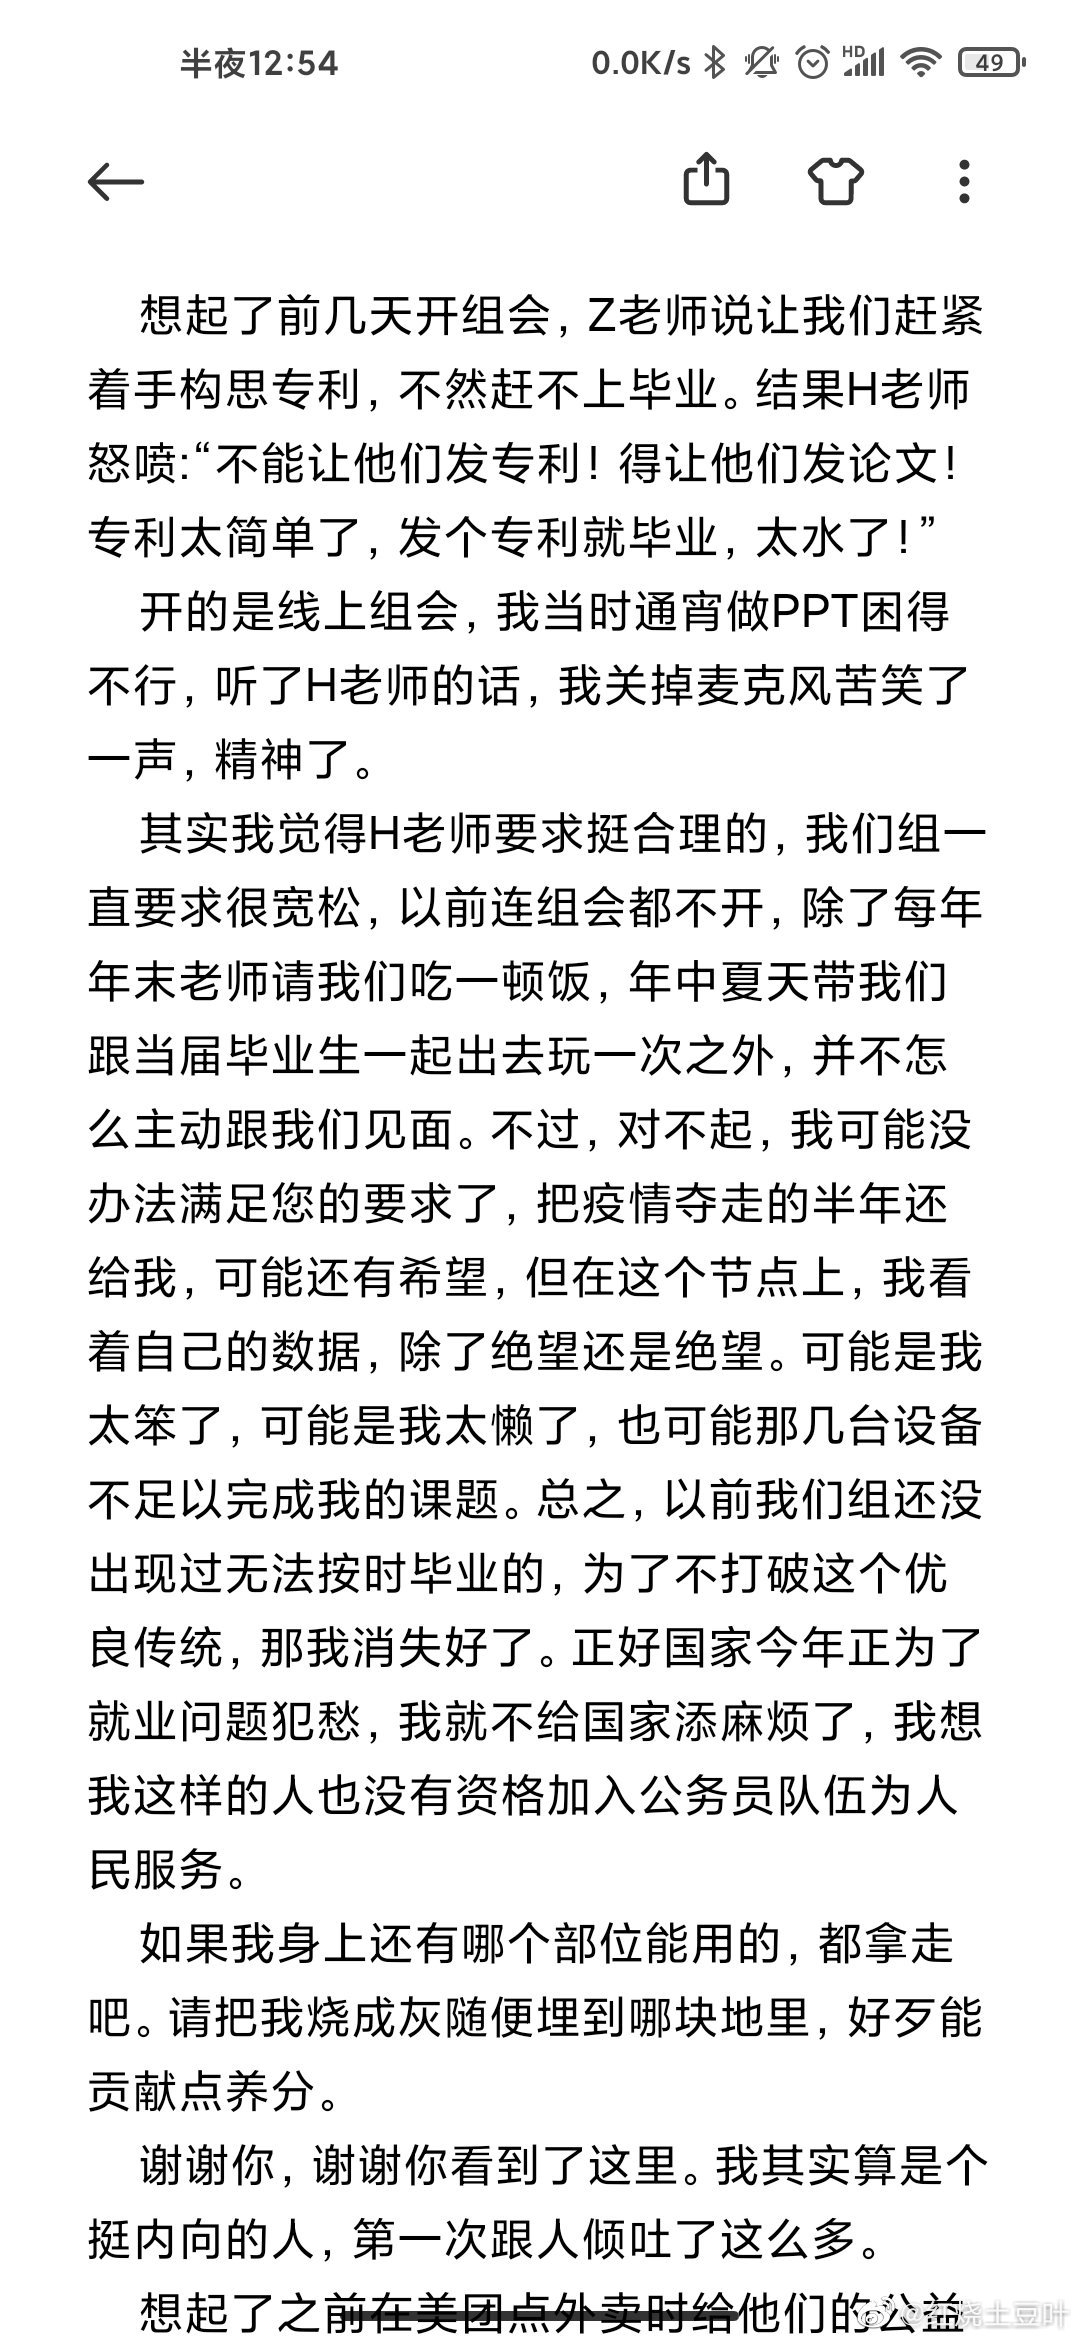 半夜12:54
0.0K/s
HD
49
想起了前几天开组会，Z老师说让我们赶紧
着手构思专利，不然赶不上毕业。结果H老师
怒喷:“不能让他们发专利！得让他们发论文！
专利太简单了，发个专利就毕业，太水了！”
开的是线上组会，我当时通宵做PPT困得
不行，听了H老师的话，我关掉麦克风苦笑了
一声，精神了。
其实我觉得H老师要求挺合理的，我们组一
直要求很宽松，以前连组会都不开，除了每年
年末老师请我们吃一顿饭，年中夏天带我们
跟当届毕业生一起出去玩一次之外，并不怎
么主动跟我们见面。不过，对不起，我可能没
办法满足您的要求了，把疫情夺走的半年还
给我，可能还有希望，但在这个节点上，我看
着自己的数据，除了绝望还是绝望。可能是我
太笨了，可能是我太懒了，也可能那几台设备
不足以完成我的课题。总之，以前我们组还没
出现过无法按时毕业的，为了不打破这个优
良传统，那我消失好了。正好国家今年正为了
就业问题犯愁，我就不给国家添麻烦了，我想
我这样的人也没有资格加入公务员队伍为人
民服务。
如果我身上还有哪个部位能用的，都拿走
吧。请把我烧成灰随便埋到哪块地里，好歹能
贡献点养分。
谢谢你，谢谢你看到了这里。我其实算是个
挺内向的人，第一次跟人倾吐了这么多。
想起了之前在美团点外卖时给他们的公益
@红烧土豆叶